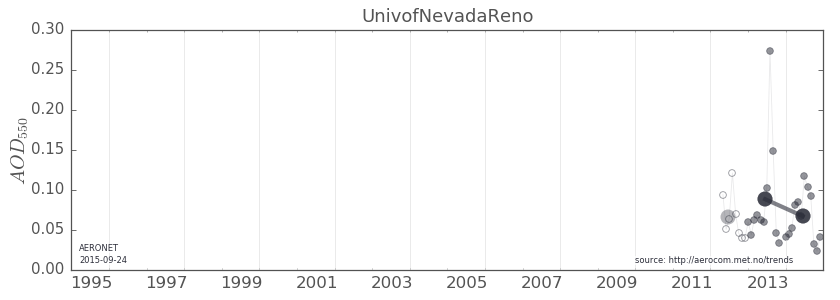 UnivofNevadaReno
0.30
0.25
0.20
0.15
0.10
0.05
0.00
AOD550
AERONET
2015-09-24
source: http://aerocom.met.no/trends
1995 1997 1999 2001 2003 2005 2007 2009 2011 2013